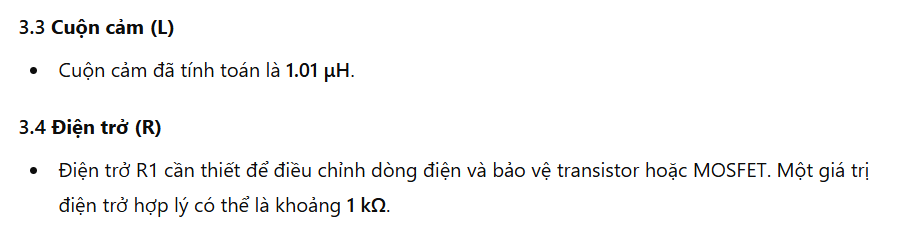 3.3 Cuộn cảm (L)
• Cuộn cảm đã tính toán là 1.01 µH.
3.4 Điện trở (R)
• Điện trở R1 cần thiết để điều chỉnh dòng điện và bảo vệ transistor hoặc MOSFET. Một giá trị
điện trở hợp lý có thể là khoảng 1 kΩ.